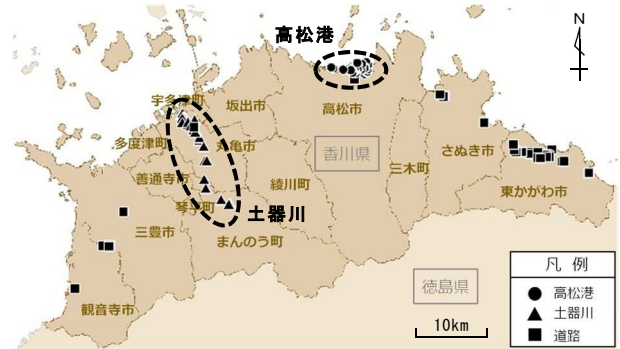 N
高松港
宇多津町
坂出市
高松市
多度津町
丸亀市
香川県
さぬき市
三木町
善通寺市
綾川町
東かがわ市
琴平町
土器川
三豊市
まんのう町
観音寺市
徳島県
10km
凡 例
高松港
土器川
道路